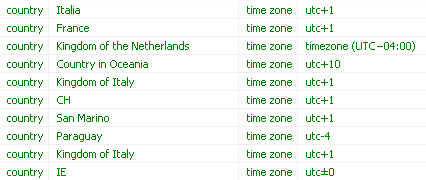 country Italia time zone utc+1
country France time zone utc+1
country Kingdom of the Netherlands time zone timezone (UTC−04:00)
country Country in Oceania time zone utc+10
country Kingdom of Italy time zone utc+1
country CH time zone utc+1
country San Marino time zone utc+1
country Paraguay time zone utc-4
country Kingdom of Italy time zone utc+1
country IE time zone utc±0